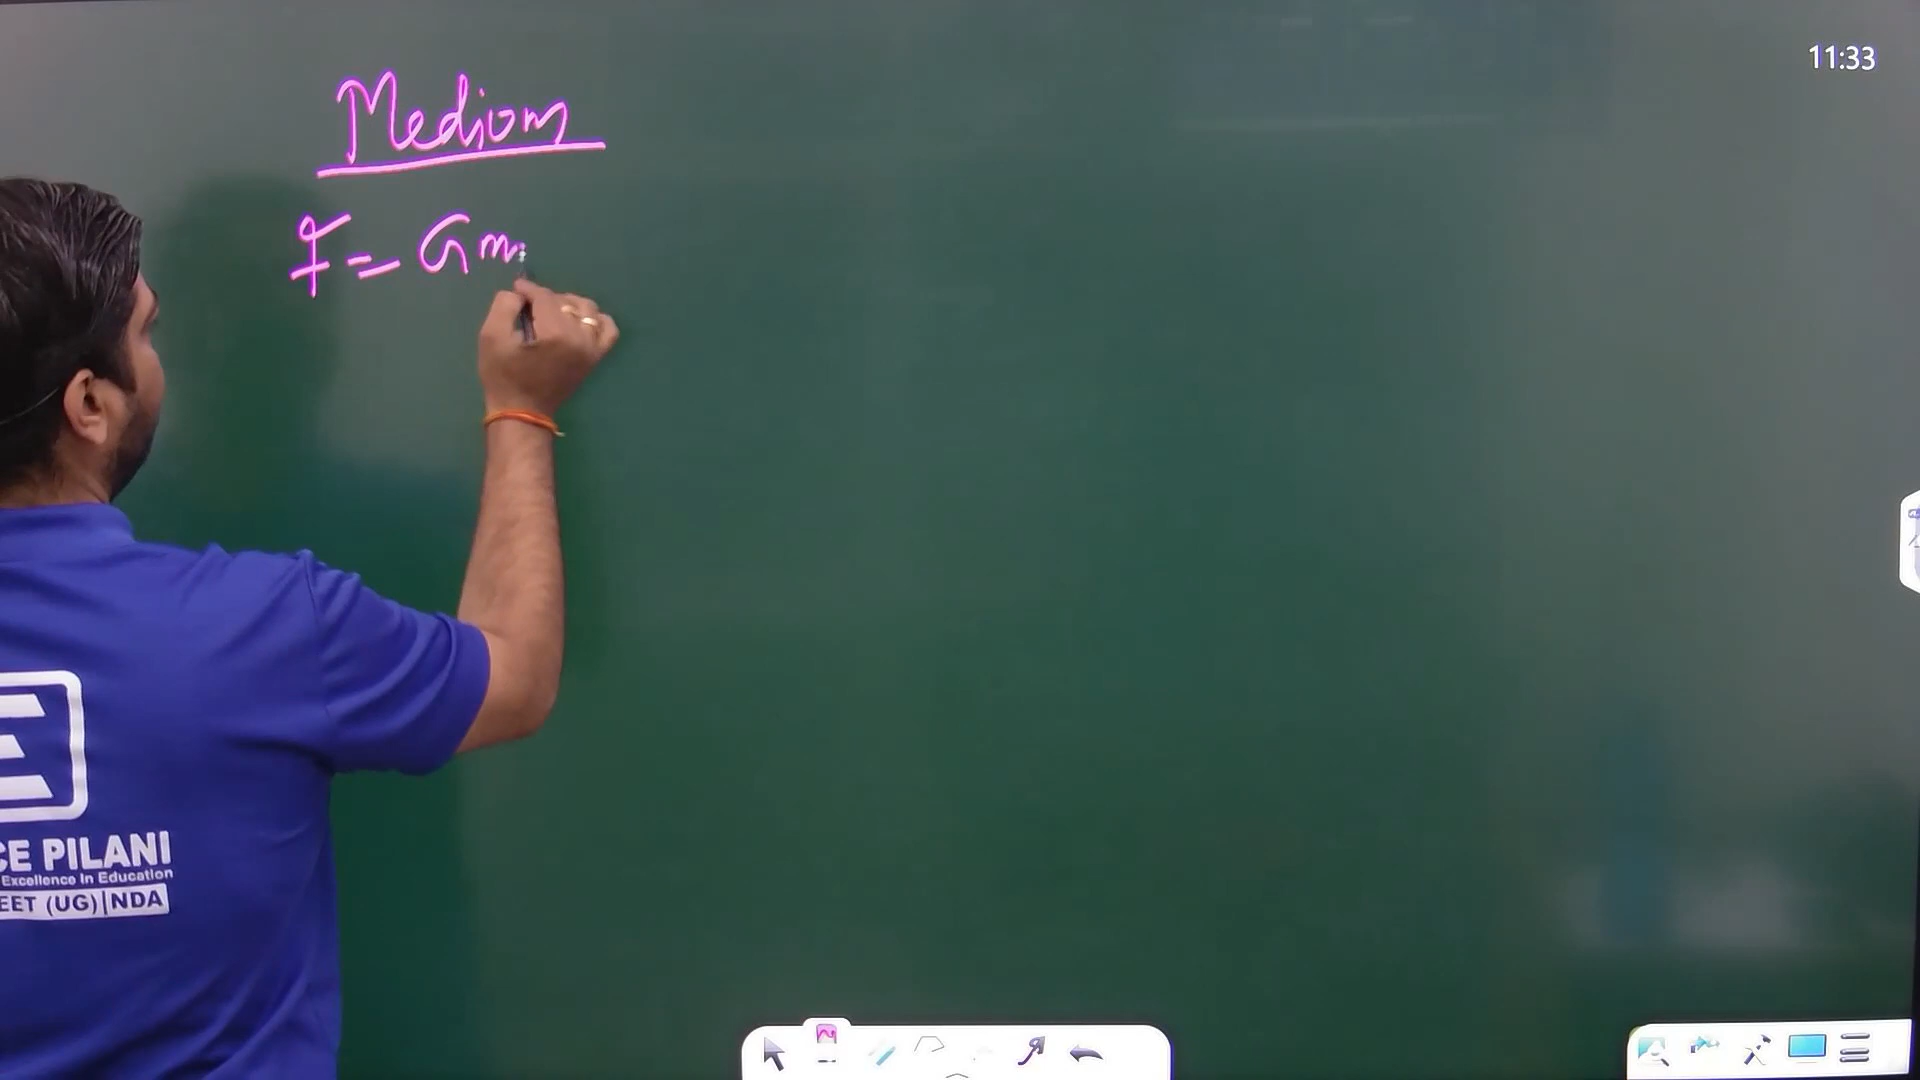 11:33
Medium
F = Gm
CE PILANI
Excellence In Education
EET (UG) | NDA